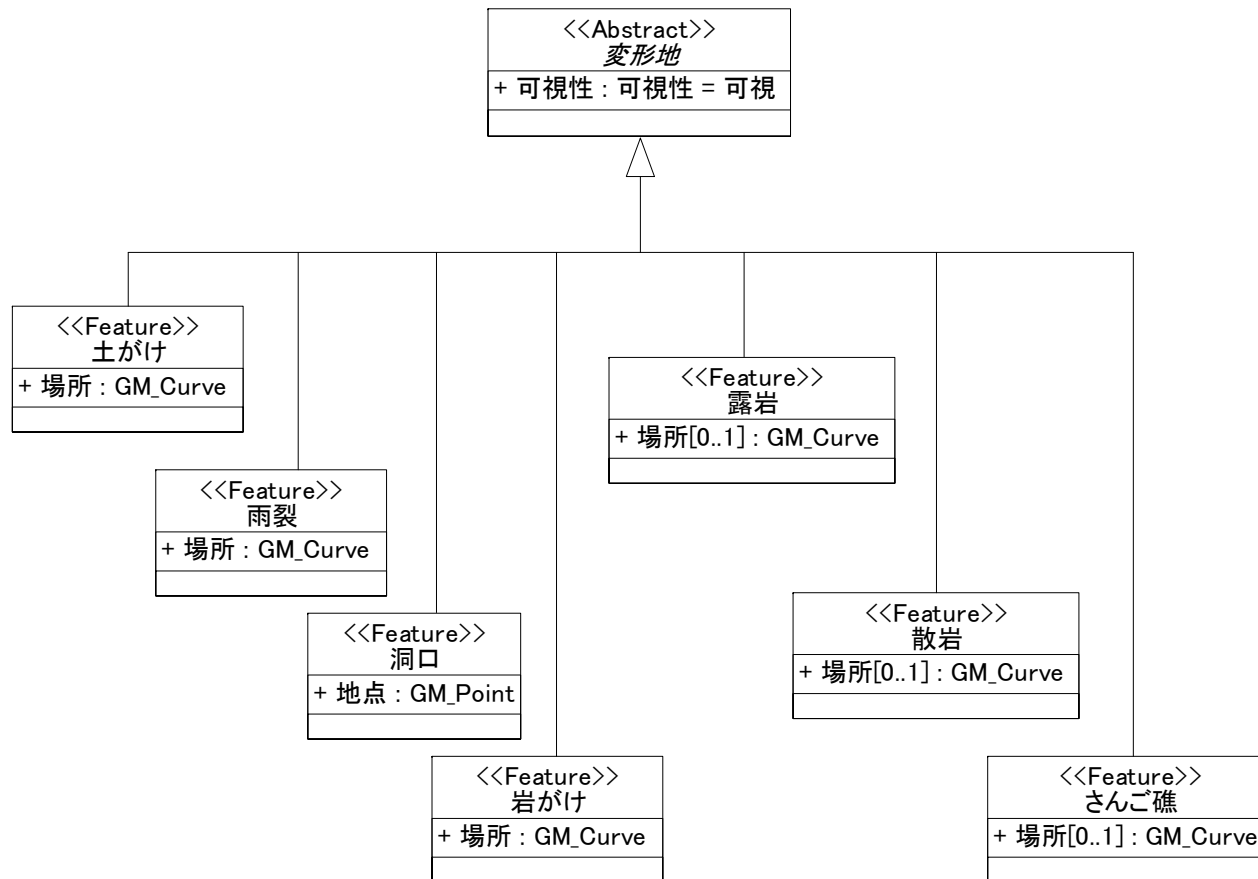 <<Abstract>>
変形地
+ 可視性 : 可視性 = 可視
<<Feature>>
土がけ
+ 場所 : GM_Curve
<<Feature>>
露岩
+ 場所[0..1] : GM_Curve
<<Feature>>
雨裂
+ 場所 : GM_Curve
<<Feature>>
散岩
+ 場所[0..1] : GM_Curve
<<Feature>>
洞口
+ 地点 : GM_Point
<<Feature>>
岩がけ
+ 場所 : GM_Curve
<<Feature>>
さんご礁
+ 場所[0..1] : GM_Curve